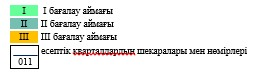 I I бағалау аймағы
II II бағалау аймағы
III III бағалау аймағы
есептік кварталдардың шекаралары мен нөмірлері
011